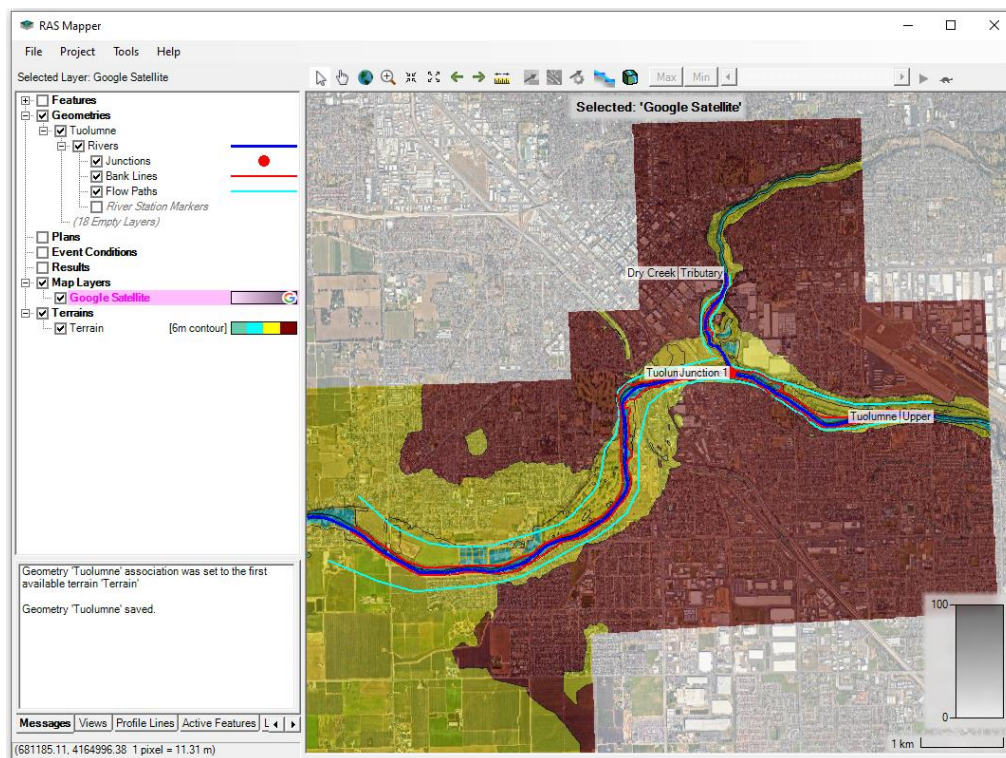 RAS Mapper
File Project Tools Help
Selected Layer: Google Satellite
Max Min
Features
Geometries
Tuolumne
Rivers
Junctions
Bank Lines
Flow Paths
River Station Markers
(18 Empty Layers)
Plans
Event Conditions
Results
Map Layers
Google Satellite
G
Terrains
Terrain [6m contour]
Selected: 'Google Satellite'
Dry Creek Tributary
Tuolun Junction 1
Tuolumne Upper
100
0
1 km
Geometry 'Tuolumne' association was set to the first
available terrain 'Terrain'
Geometry 'Tuolumne' saved.
Messages Views Profile Lines Active Features L
(681185.11, 4164996.38 1 pixel = 11.31 m)